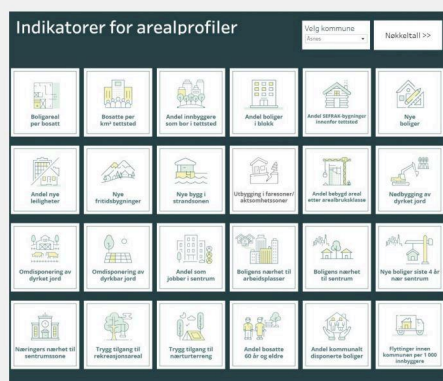 Indikatorer for arealprofiler
Velg kommune
Åsnes
Nøkkeltall >>
Boligareal
per bosatt
Bosatte per
km² tettsted
Andel innbyggere
som bor i tettsted
Andel boliger
i blokk
Andel SEFRAK-bygninger
innenfor tettsted
Nye
boliger
Andel nye
leiligheter
Nye
fritidsbygninger
Nye bygg i
strandsonen
Utbygging i faresoner/
aktsomhetssoner
Andel bebygd areal
etter arealbruksklasse
Nedbygging av
dyrket jord
Omdisponering av
dyrket jord
Omdisponering av
dyrkbar jord
Andel som
jobber i sentrum
Boligens nærhet til
arbeidsplasser
Boligens nærhet
til sentrum
Nye boliger siste 4 år
nær sentrum
Næringers nærhet til
sentrumssone
Trygg tilgang til
rekreasjonsareal
Trygg tilgang til
nærturterreng
Andel bosatte
60 år og eldre
Andel kommunalt
disponerte boliger
Flyttinger innen
kommunen per 1 000
innbyggere